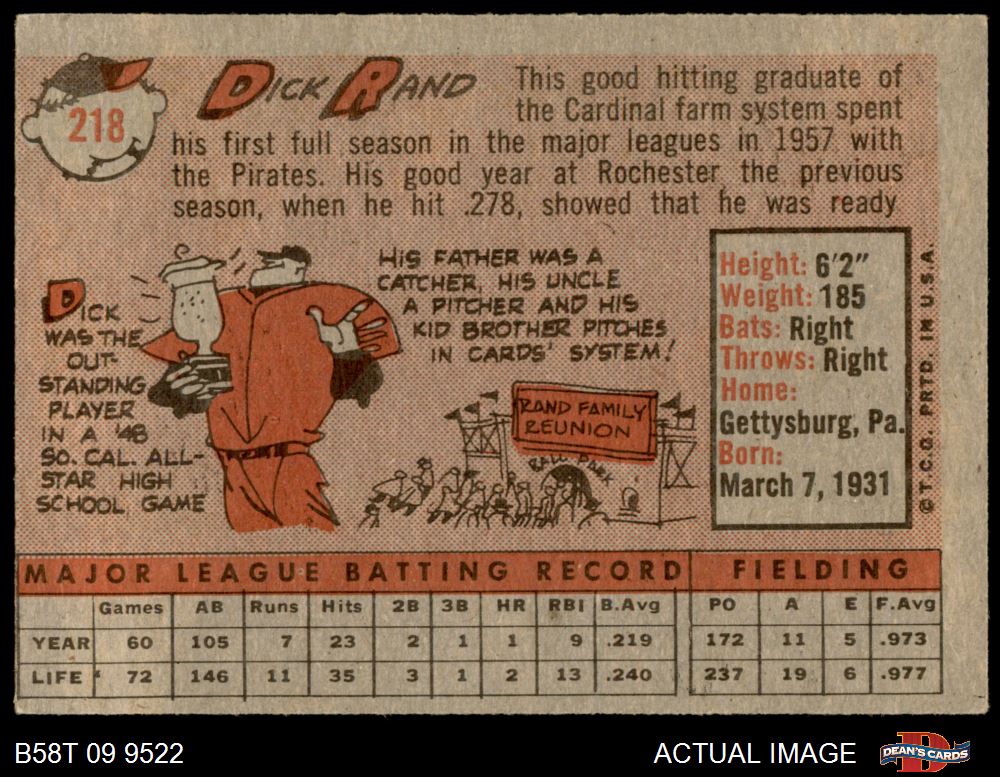 218
DICK RAND
This good hitting graduate of
the Cardinal farm system spent
his first full season in the major leagues in 1957 with
the Pirates. His good year at Rochester the previous
season, when he hit .278, showed that he was ready
DICK
WAS THE
OUT-
STANDING
PLAYER
IN A '48
SO. CAL. ALL-
STAR HIGH
SCHOOL GAME
HIS FATHER WAS A
CATCHER, HIS UNCLE
A PITCHER AND HIS
KID BROTHER PITCHES
IN CARDS' SYSTEM!
RAND FAMILY
REUNION
BALL PARK
Height: 6'2"
Weight: 185
Bats: Right
Throws: Right
Home:
Gettysburg, Pa.
Born:
March 7, 1931
© T.C.G. PRTD. IN U.S.A.
MAJOR LEAGUE BATTING RECORD FIELDING
Games AB Runs Hits 2B 3B HR RBI B.Avg PO A E F.Avg
YEAR 60 105 7 23 2 1 1 9 .219 172 11 5 .973
LIFE 72 146 11 35 3 1 2 13 .240 237 19 6 .977
B58T 09 9522 ACTUAL IMAGE DEAN'S CARDS